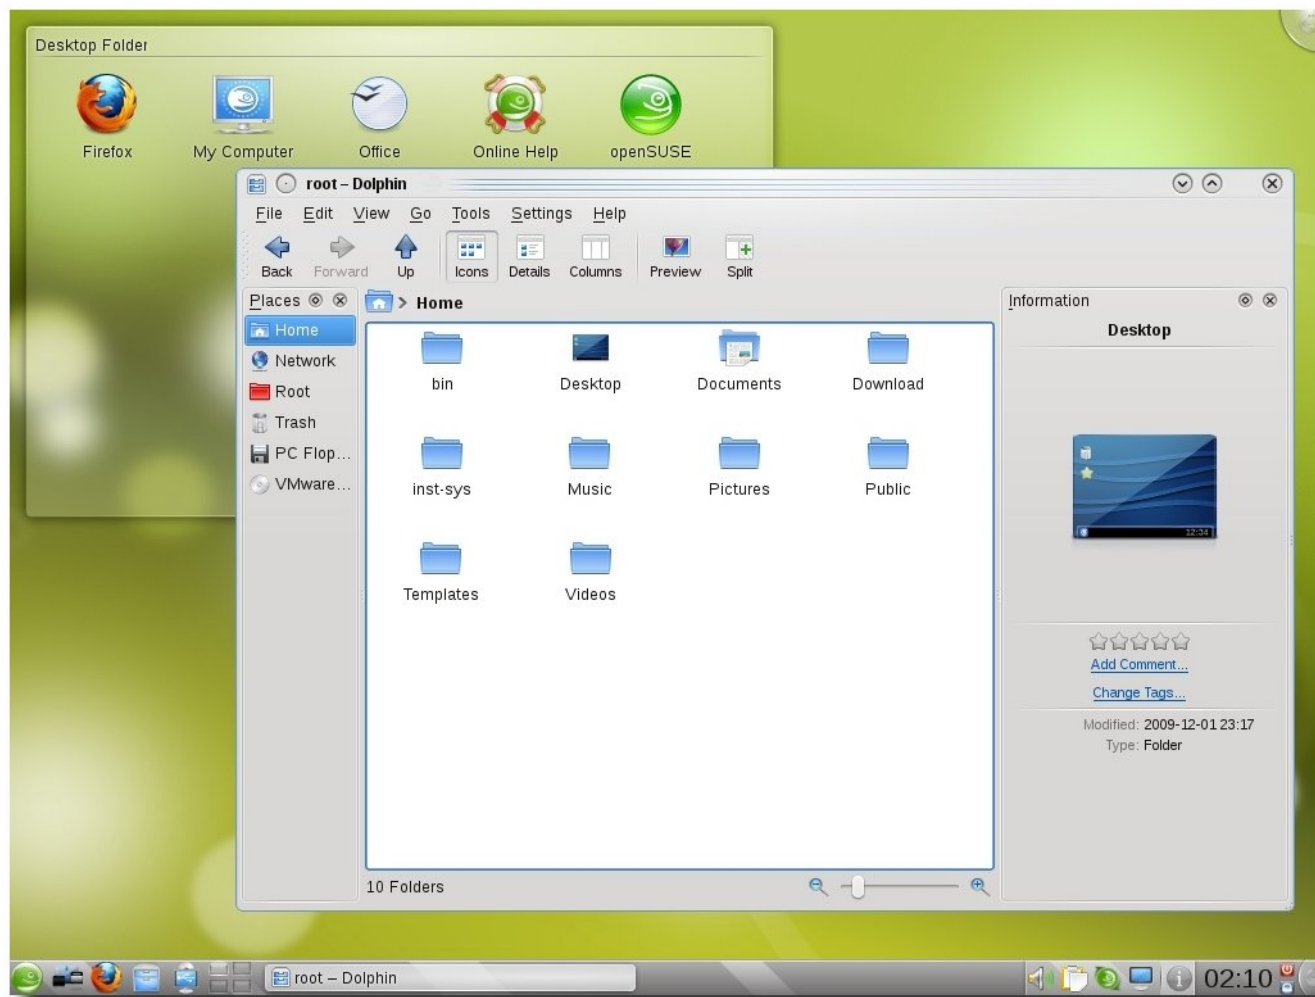 Desktop Folder
Firefox My Computer Office Online Help openSUSE
root – Dolphin
File Edit View Go Tools Settings Help
Back Forward Up Icons Details Columns Preview Split
Places
Home
Network
Root
Trash
PC Flop...
VMware...
> Home
bin Desktop Documents Download
inst-sys Music Pictures Public
Templates Videos
10 Folders
Information
Desktop
12:34
Add Comment...
Change Tags...
Modified: 2009-12-01 23:17
Type: Folder
root – Dolphin
02:10